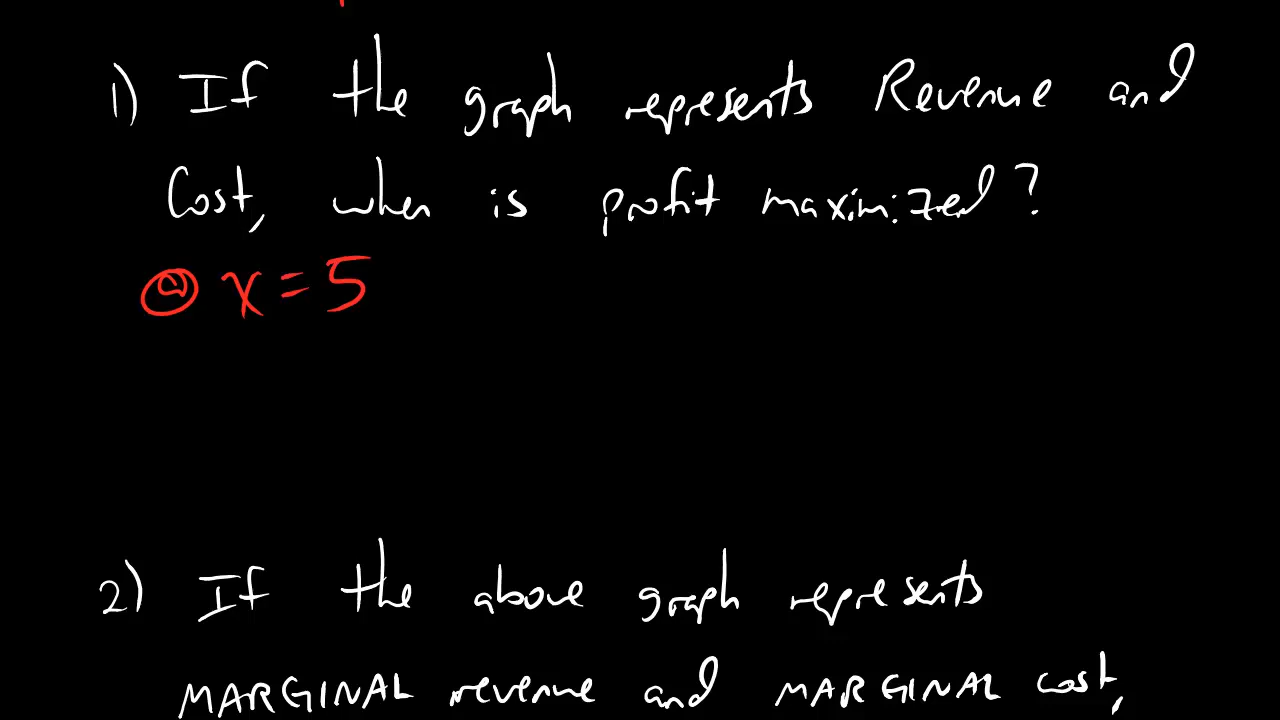 1) If the graph represents Revenue and
Cost, when is profit maximized?
@ x = 5
2) If the above graph represents
MARGINAL revenue and MARGINAL cost,